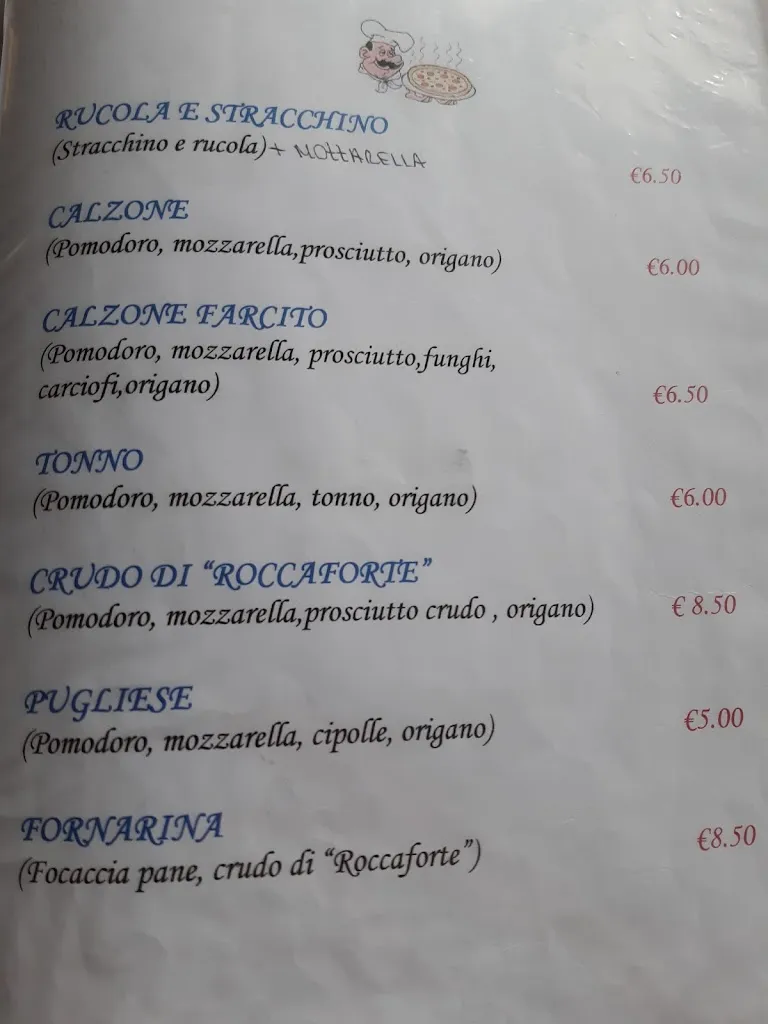 RUCOLA E STRACCHINO
(Stracchino e rucola)+ MOTTARELLA
€6.50
CALZONE
(Pomodoro, mozzarella,prosciutto, origano)
€6.00
CALZONE FARCITO
(Pomodoro, mozzarella, prosciutto,funghi,
carciofi,origano)
€6.50
TONNO
(Pomodoro, mozzarella, tonno, origano)
€6.00
CRUDO DI “ROCCAFORTE”
(Pomodoro, mozzarella,prosciutto crudo , origano)
€ 8.50
PUGLIESE
(Pomodoro, mozzarella, cipolle, origano)
€5.00
FORNARINA
(Focaccia pane, crudo di “Roccaforte”)
€8.50